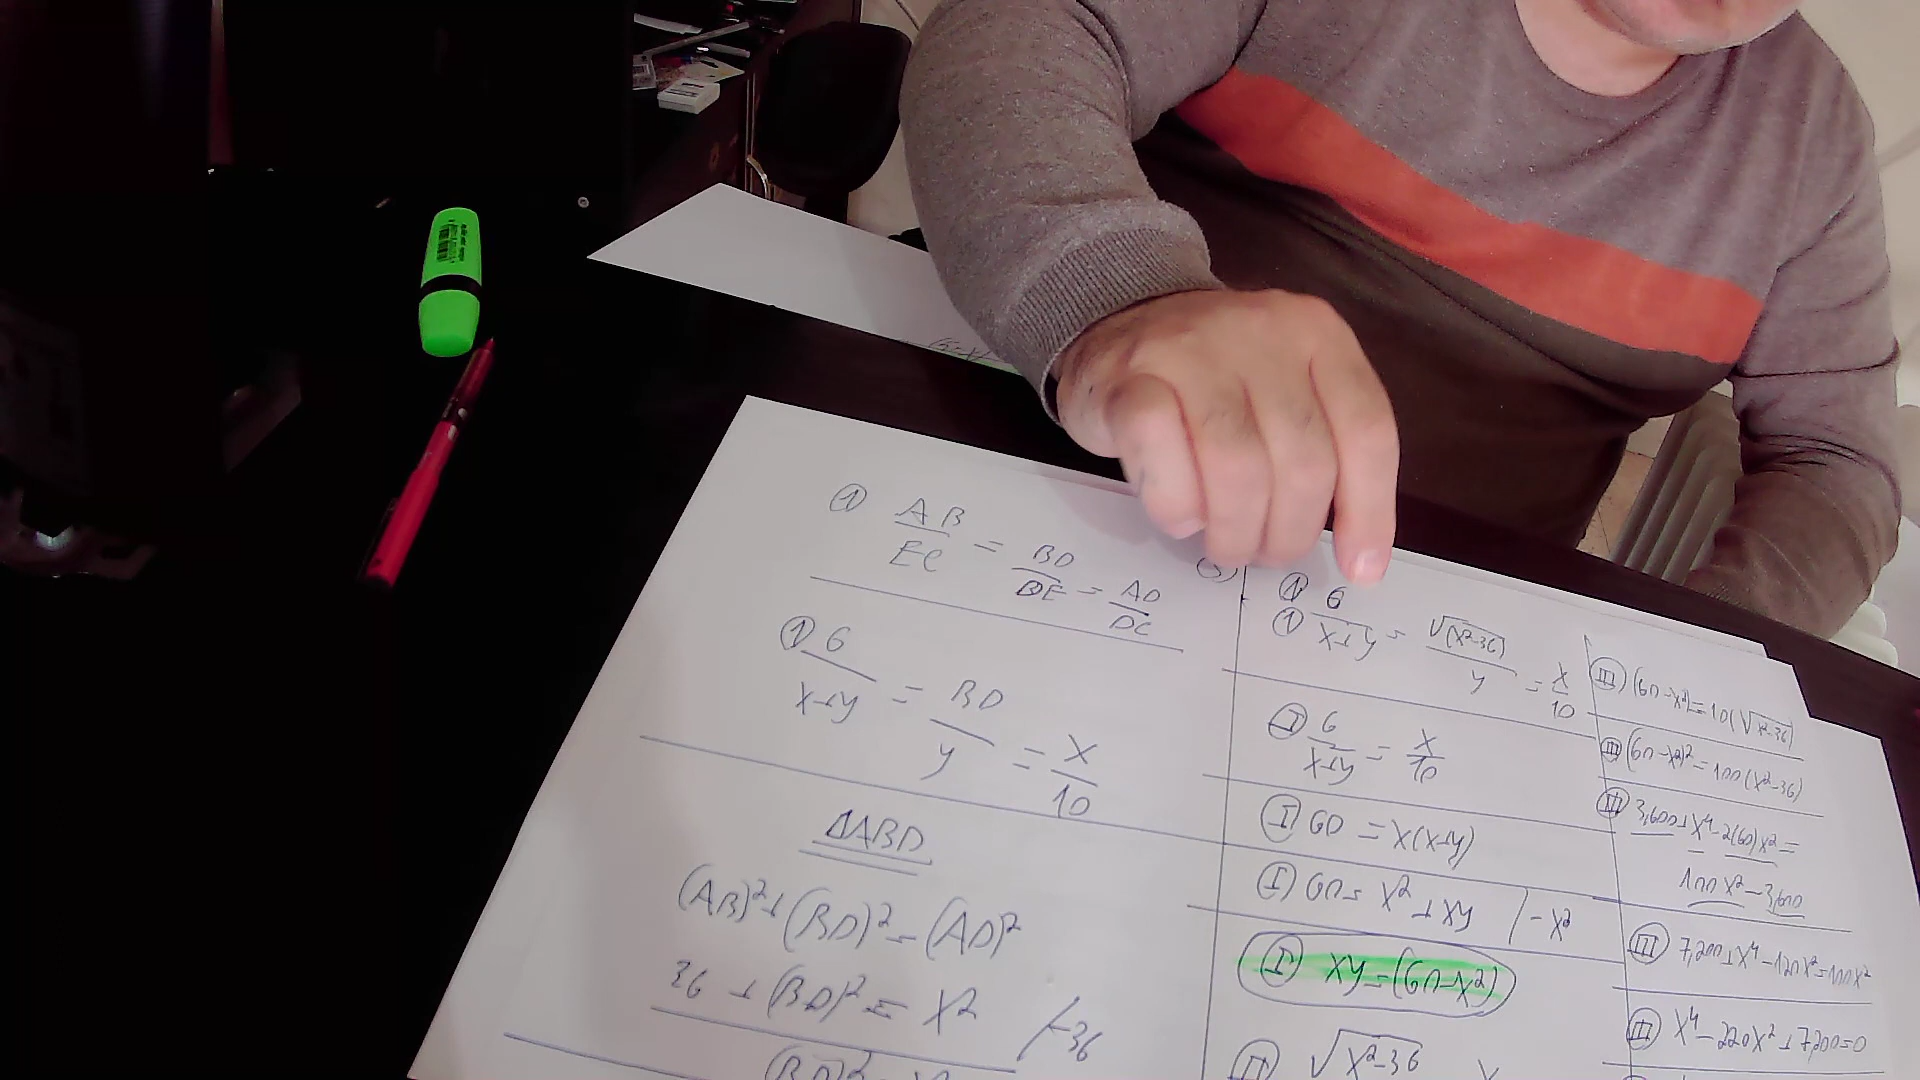 ① AB/EC = BD/DE = AD/DC
① 6/x+y = BD/y = x/10
ΔABD
(AB)²+(BD)²=(AD)²
36 + (BD)² = x² /-36
① 6/x+y = √(x²-36)/y = x/10
Ⓘ 6/x+y = x/10
Ⓘ 60 = x(x+y)
Ⓘ 60 = x²+xy /-x²
Ⓘ xy=(60-x²)
Ⅱ √x²-36
Ⅲ (60-x²)=10(√x²-36)
Ⅲ (60-x²)²=100(x²-36)
Ⅲ 3,600+x⁴-2(60)x²=
100x²-3,600
Ⅲ 7,200+x⁴-120x²=100x²
Ⅲ x⁴-220x²+7,200=0